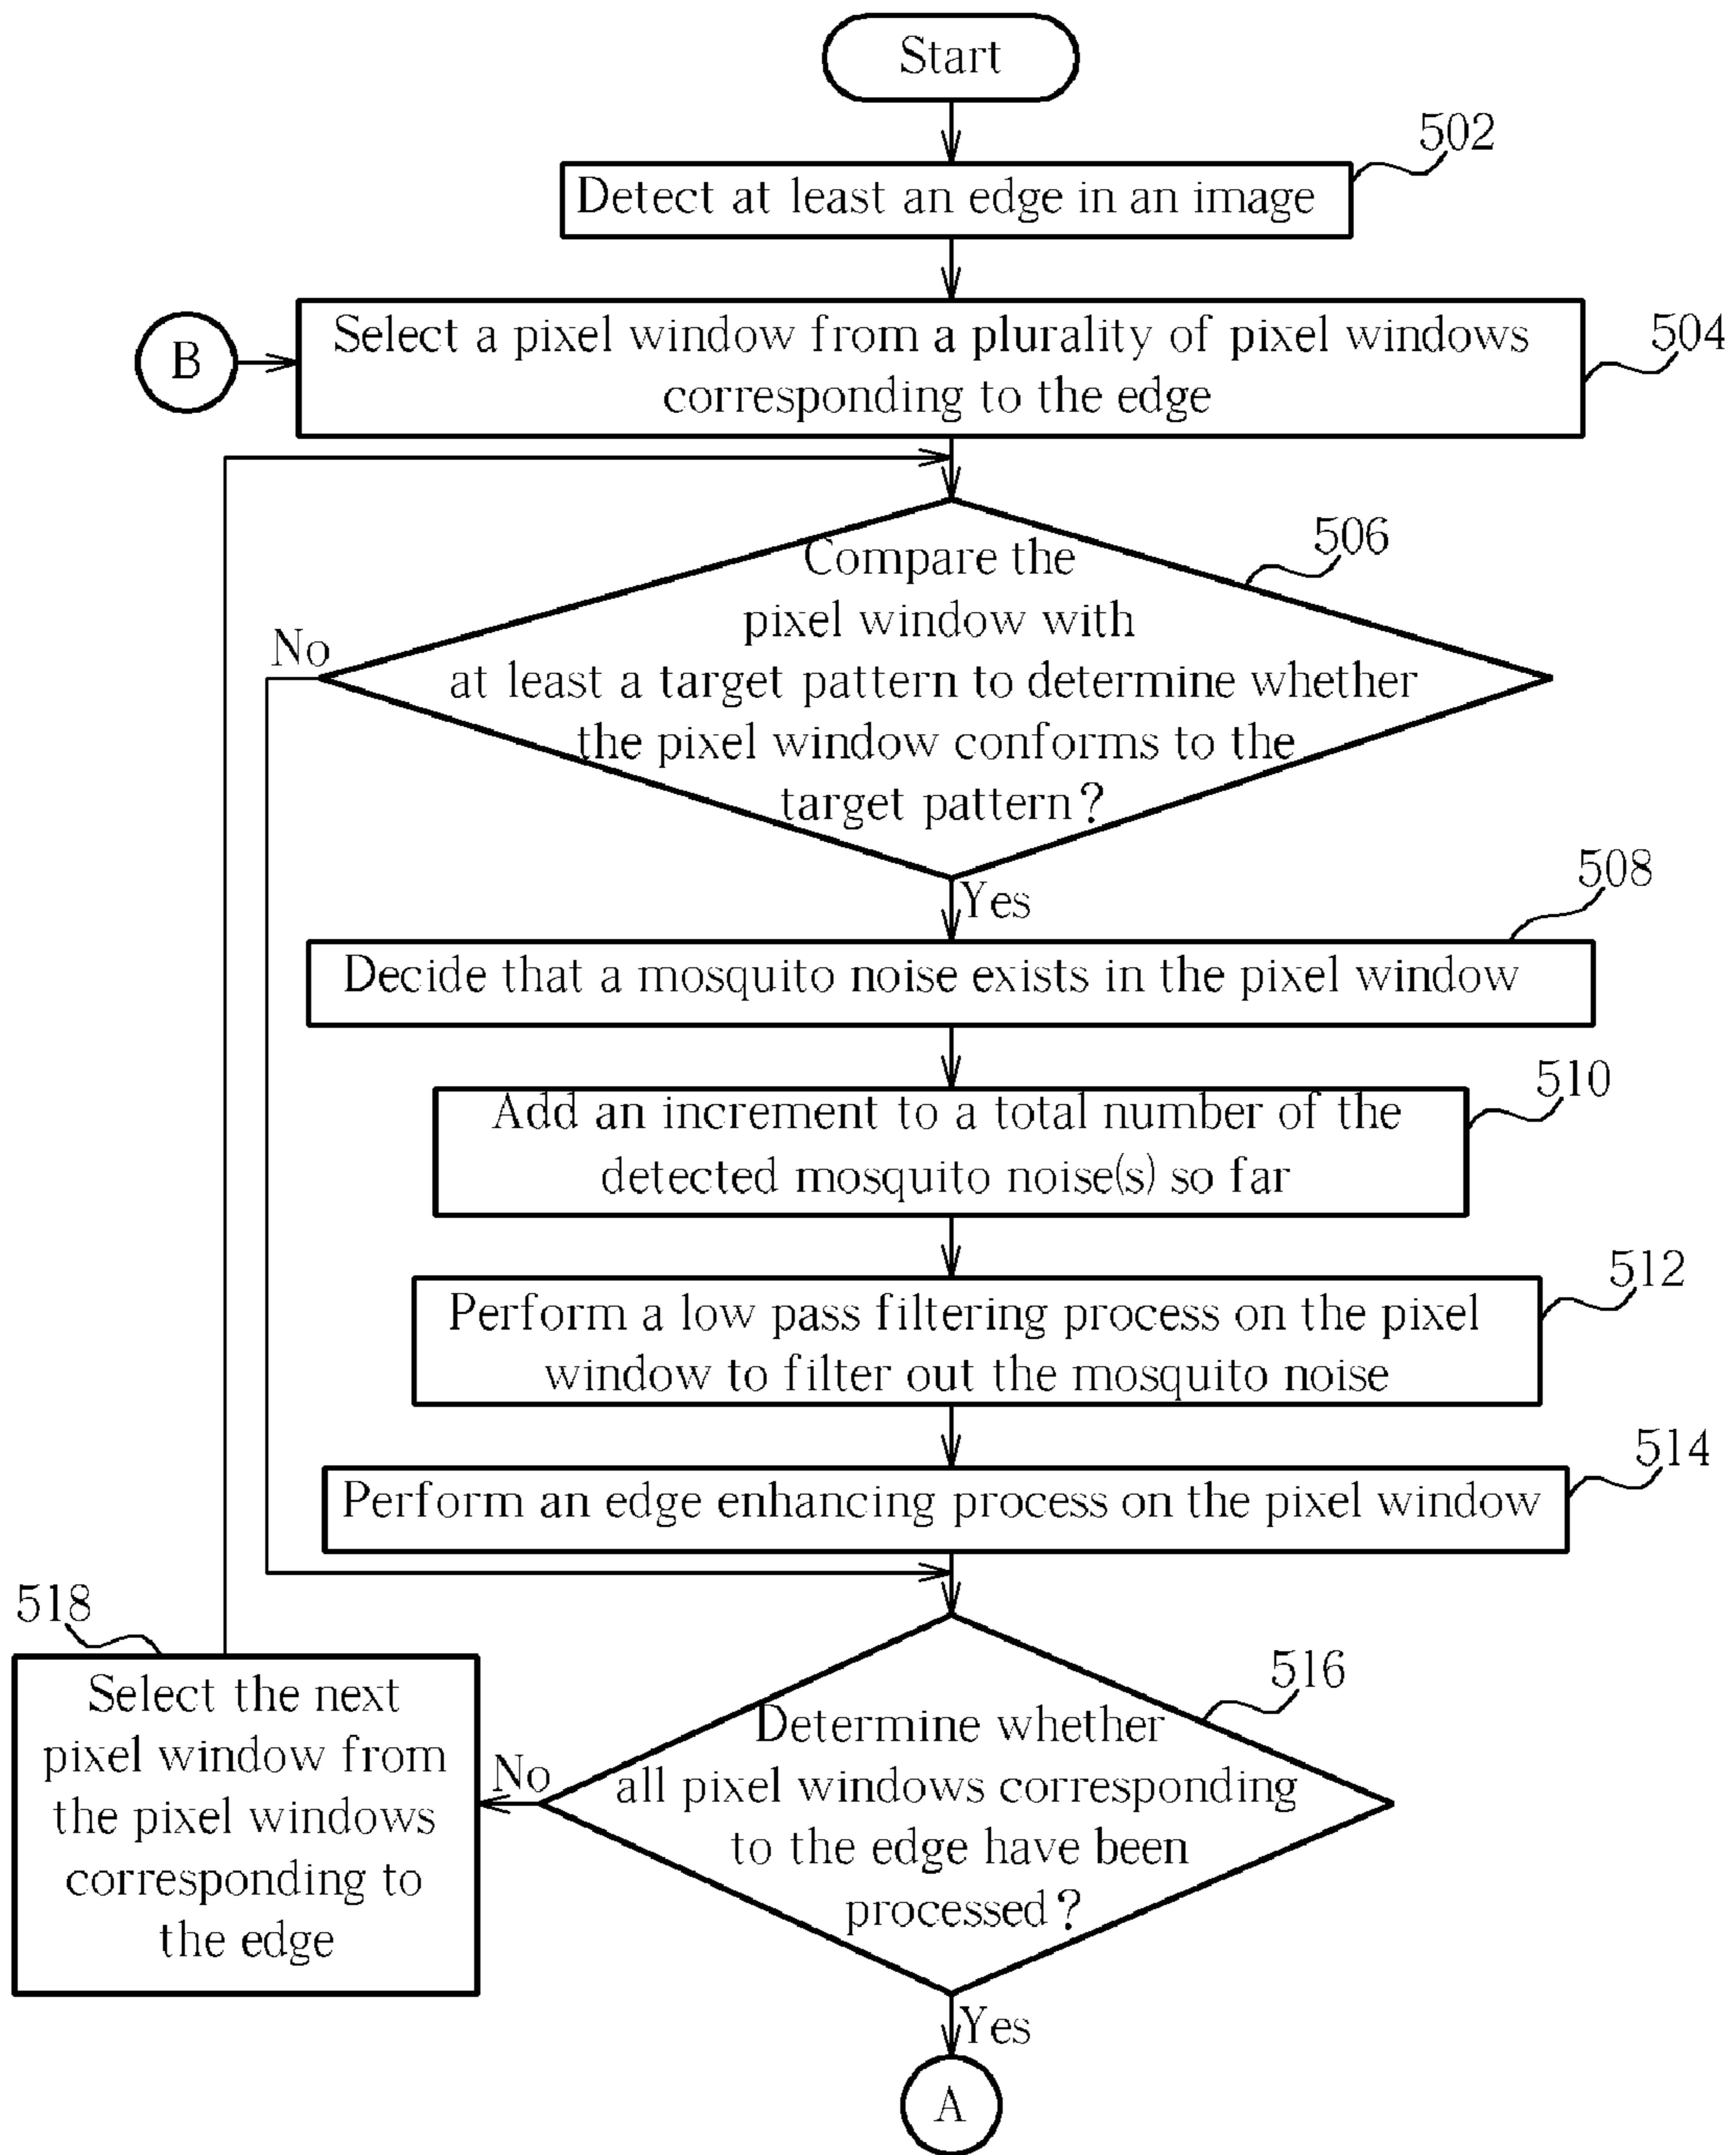 Start
502
Detect at least an edge in an image
B
Select a pixel window from a plurality of pixel windows
corresponding to the edge
504
506
Compare the
pixel window with
at least a target pattern to determine whether
the pixel window conforms to the
target pattern?
No
Yes
508
Decide that a mosquito noise exists in the pixel window
510
Add an increment to a total number of the
detected mosquito noise(s) so far
512
Perform a low pass filtering process on the pixel
window to filter out the mosquito noise
514
Perform an edge enhancing process on the pixel window
516
Determine whether
all pixel windows corresponding
to the edge have been
processed?
No
518
Select the next
pixel window from
the pixel windows
corresponding to
the edge
Yes
A